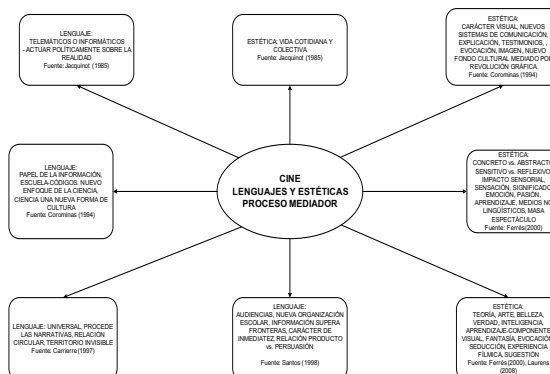 LENGUAJE:
TELEMÁTICOS O INFORMÁTICOS
- ACTUAR POLÍTICAMENTE SOBRE LA
REALIDAD
Fuente: Jacquinot (1985)
ESTÉTICA: VIDA COTIDIANA Y
COLECTIVA
Fuente: Jacquinot (1985)
ESTÉTICA:
CARÁCTER VISUAL, NUEVOS
SISTEMAS DE COMUNICACIÓN,
EXPLICACIÓN, TESTIMONIOS, ,
EVOCACIÓN, IMAGEN, NUEVO
FONDO CULTURAL MEDIADO POR
REVOLUCIÓN GRÁFICA
Fuente: Corominas (1994)
LENGUAJE:
PAPEL DE LA INFORMACIÓN,
ESCUELA-CÓDIGOS. NUEVO
ENFOQUE DE LA CIENCIA,
CIENCIA UNA NUEVA FORMA DE
CULTURA
Fuente: Corominas (1994)
CINE
LENGUAJES Y ESTÉTICAS
PROCESO MEDIADOR
ESTÉTICA:
CONCRETO vs. ABSTRACTO
SENSITIVO vs. REFLEXIVO,
IMPACTO SENSORIAL,
SENSACIÓN, SIGNIFICADO
EMOCIÓN, PASIÓN,
APRENDIZAJE, MEDIOS NO
LINGÜÍSTICOS, MASA
ESPECTÁCULO
Fuente: Ferrés(2000)
LENGUAJE: UNIVERSAL, PROCEDE
LAS NARRATIVAS, RELACIÓN
CIRCULAR, TERRITORIO INVISIBLE
Fuente: Carrierre(1997)
LENGUAJE:
AUDIENCIAS, NUEVA ORGANIZACIÓN
ESCOLAR, INFORMACIÓN SUPERA
FRONTERAS, CARÁCTER DE
INMEDIATEZ, RELACIÓN PRODUCTO
vs. PERSUASIÓN
Fuente: Santos (1998)
ESTÉTICA:
TEORÍA, ARTE, BELLEZA,
VERDAD, INTELIGENCIA,
APRENDIZAJE-COMPONENTE
VISUAL, FANTASÍA, EVOCACIÓN
SEDUCCIÓN, EXPERIENCIA
FÍLMICA, SUGESTIÓN
Fuente: Ferrés(2000), Laurens
(2008)